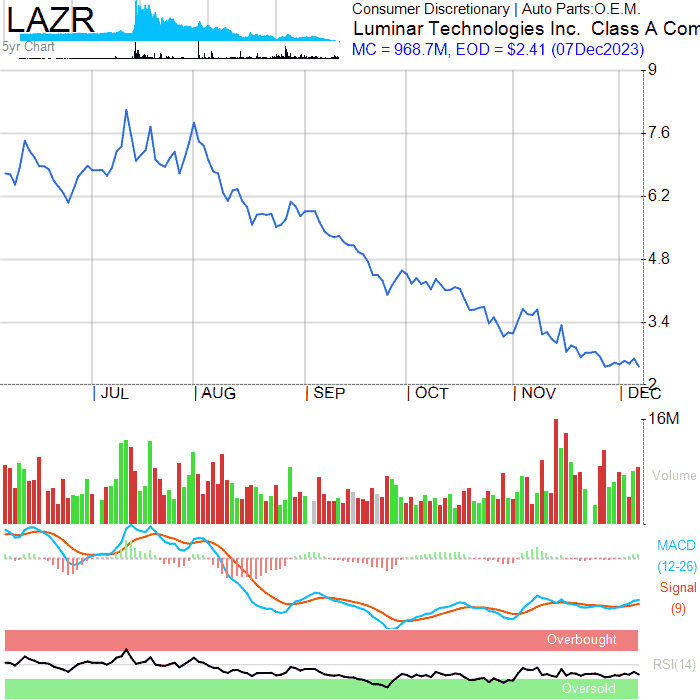 LAZR
5yr Chart
Consumer Discretionary | Auto Parts:O.E.M.
Luminar Technologies Inc. Class A Com
MC = 968.7M, EOD = $2.41 (07Dec2023)
9
7.6
6.2
4.8
3.4
2
JUL AUG SEP OCT NOV DEC
16M
Volume
MACD
(12-26)
Signal
(9)
Overbought
RSI(14)
Oversold